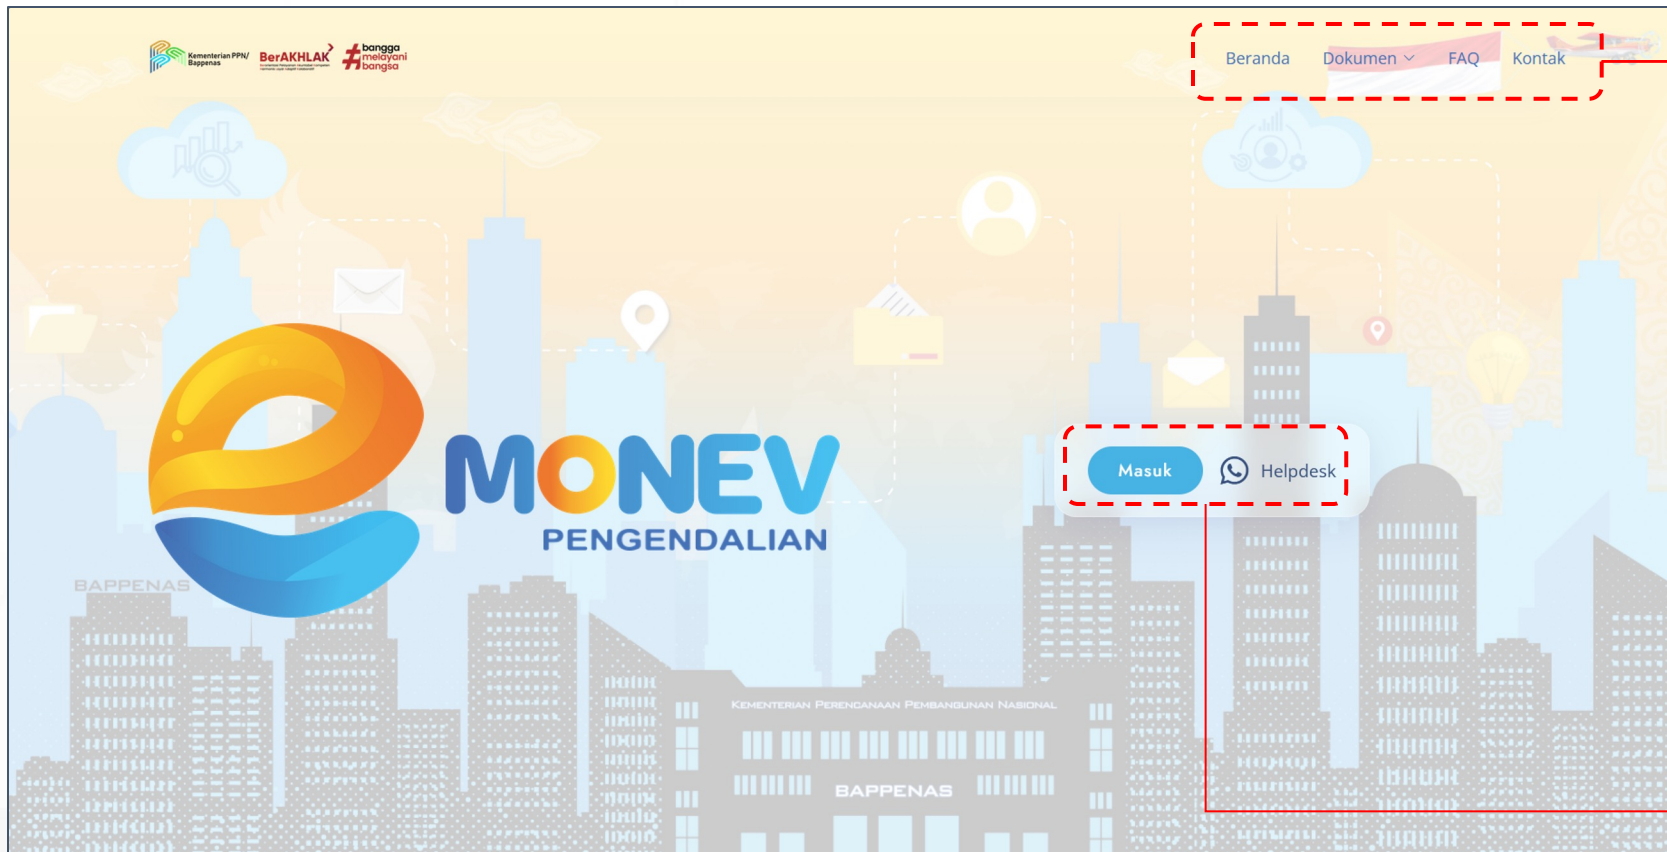 Kementerian PPN/
Bappenas
BerAKHLAK
#bangga
melayani
bangsa
Beranda
Dokumen
FAQ
Kontak
MONEV
PENGENDALIAN
Masuk
Helpdesk
BAPPENAS
KEMENTERIAN PERENCANAAN PEMBANGUNAN NASIONAL
BAPPENAS